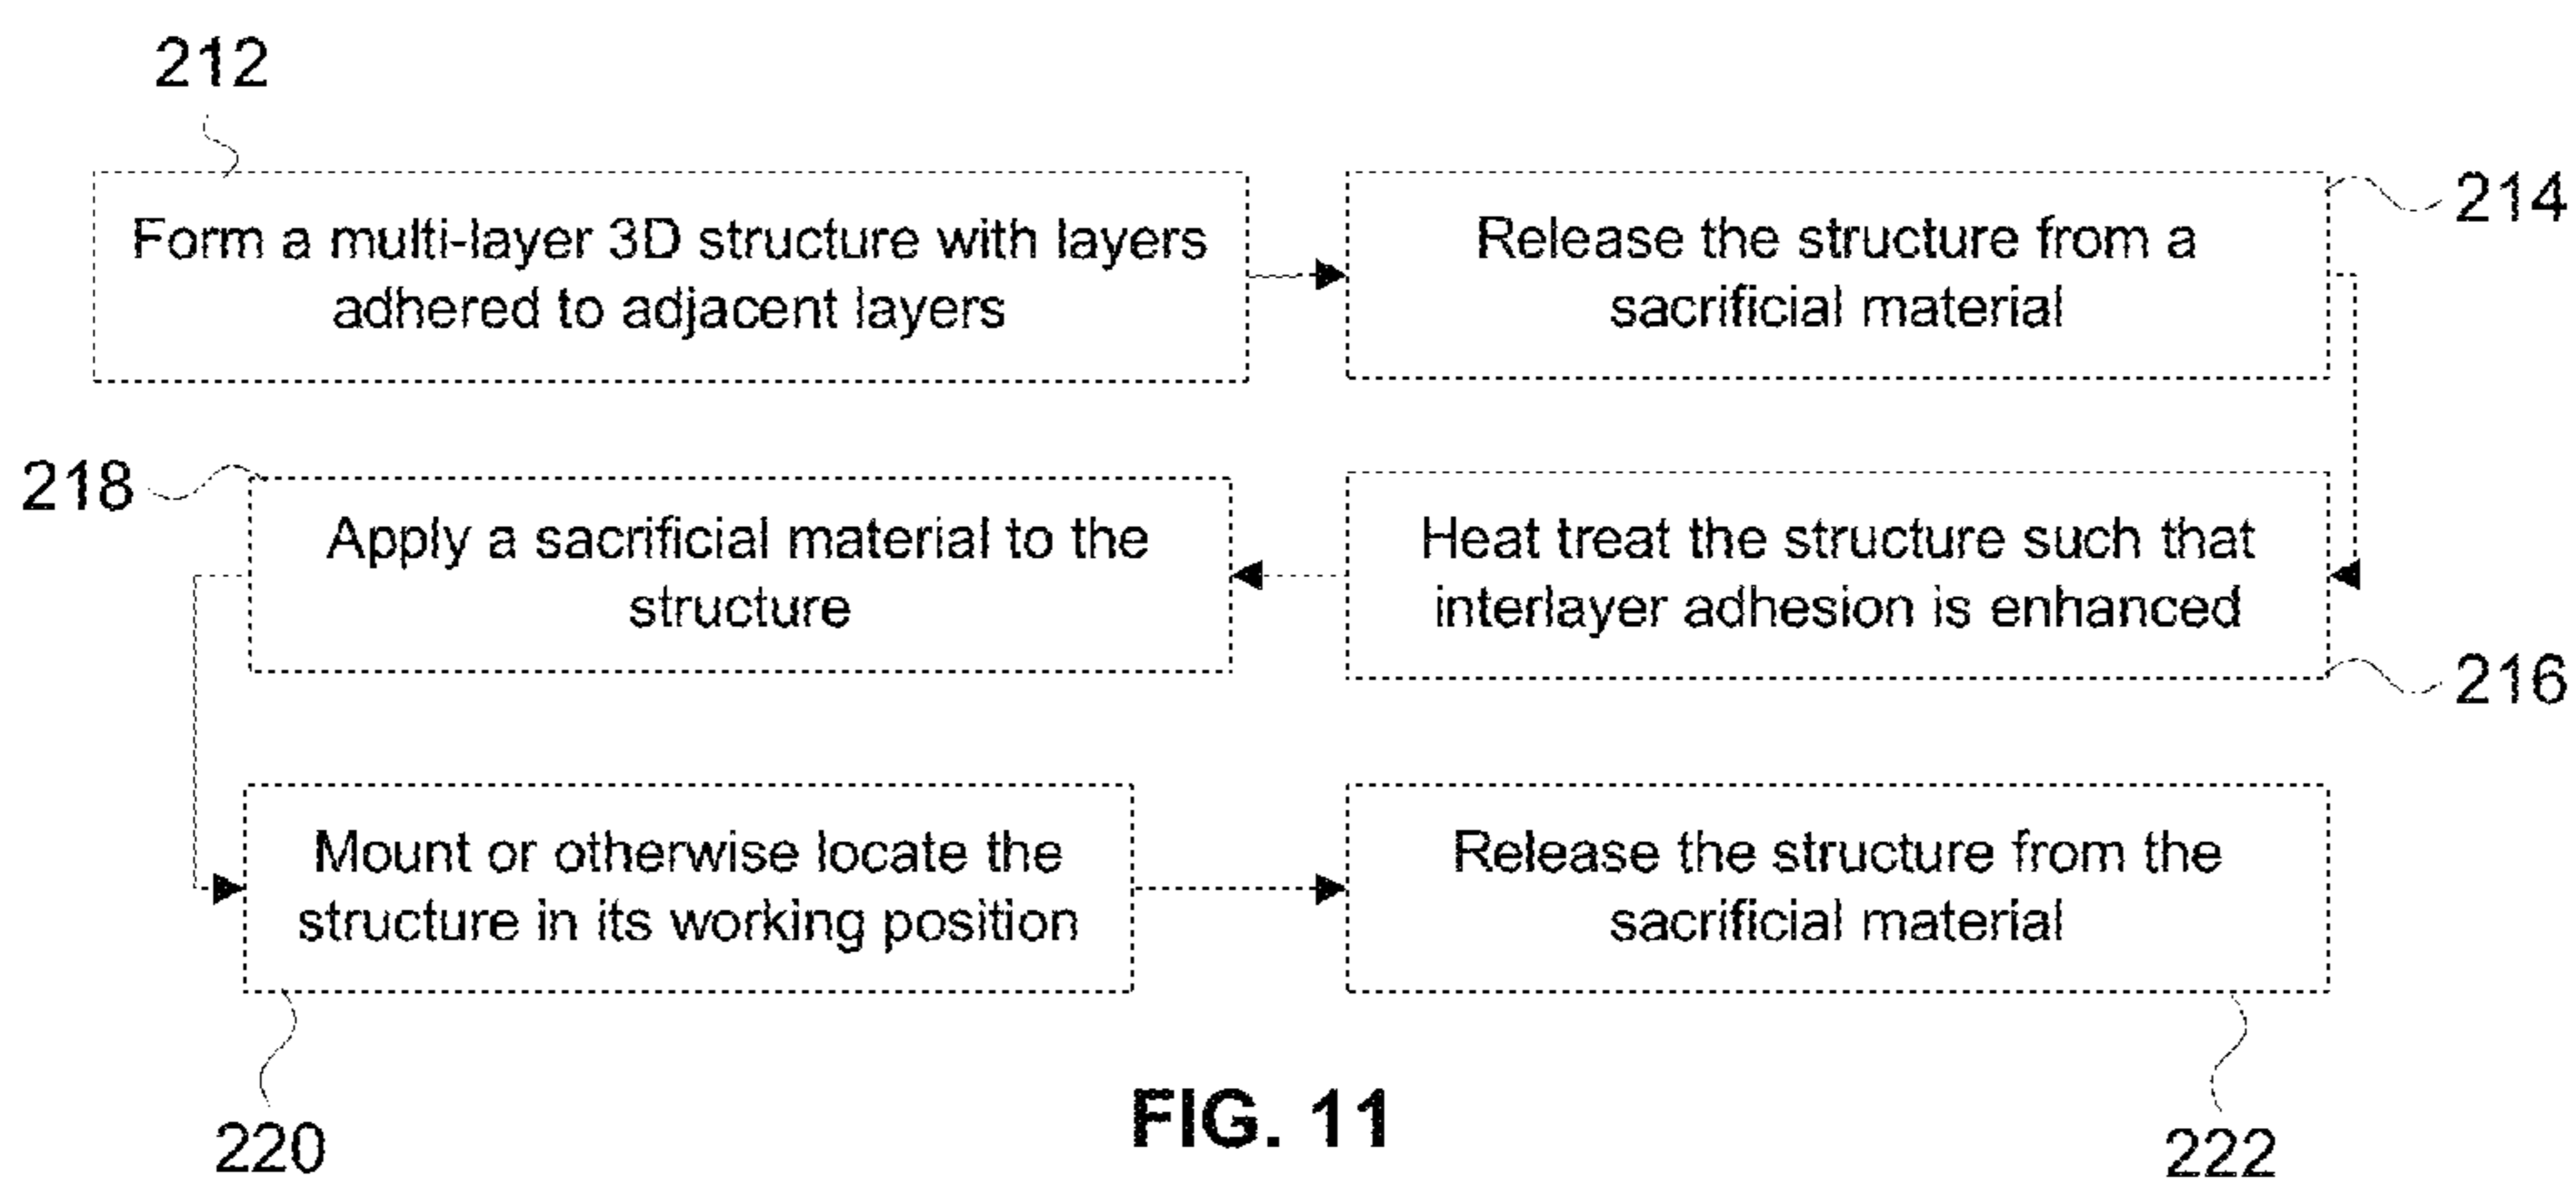 212
Form a multi-layer 3D structure with layers
adhered to adjacent layers
Release the structure from a
sacrificial material
214
218
Apply a sacrificial material to the
structure
Heat treat the structure such that
interlayer adhesion is enhanced
216
Mount or otherwise locate the
structure in its working position
Release the structure from the
sacrificial material
220
222
FIG. 11